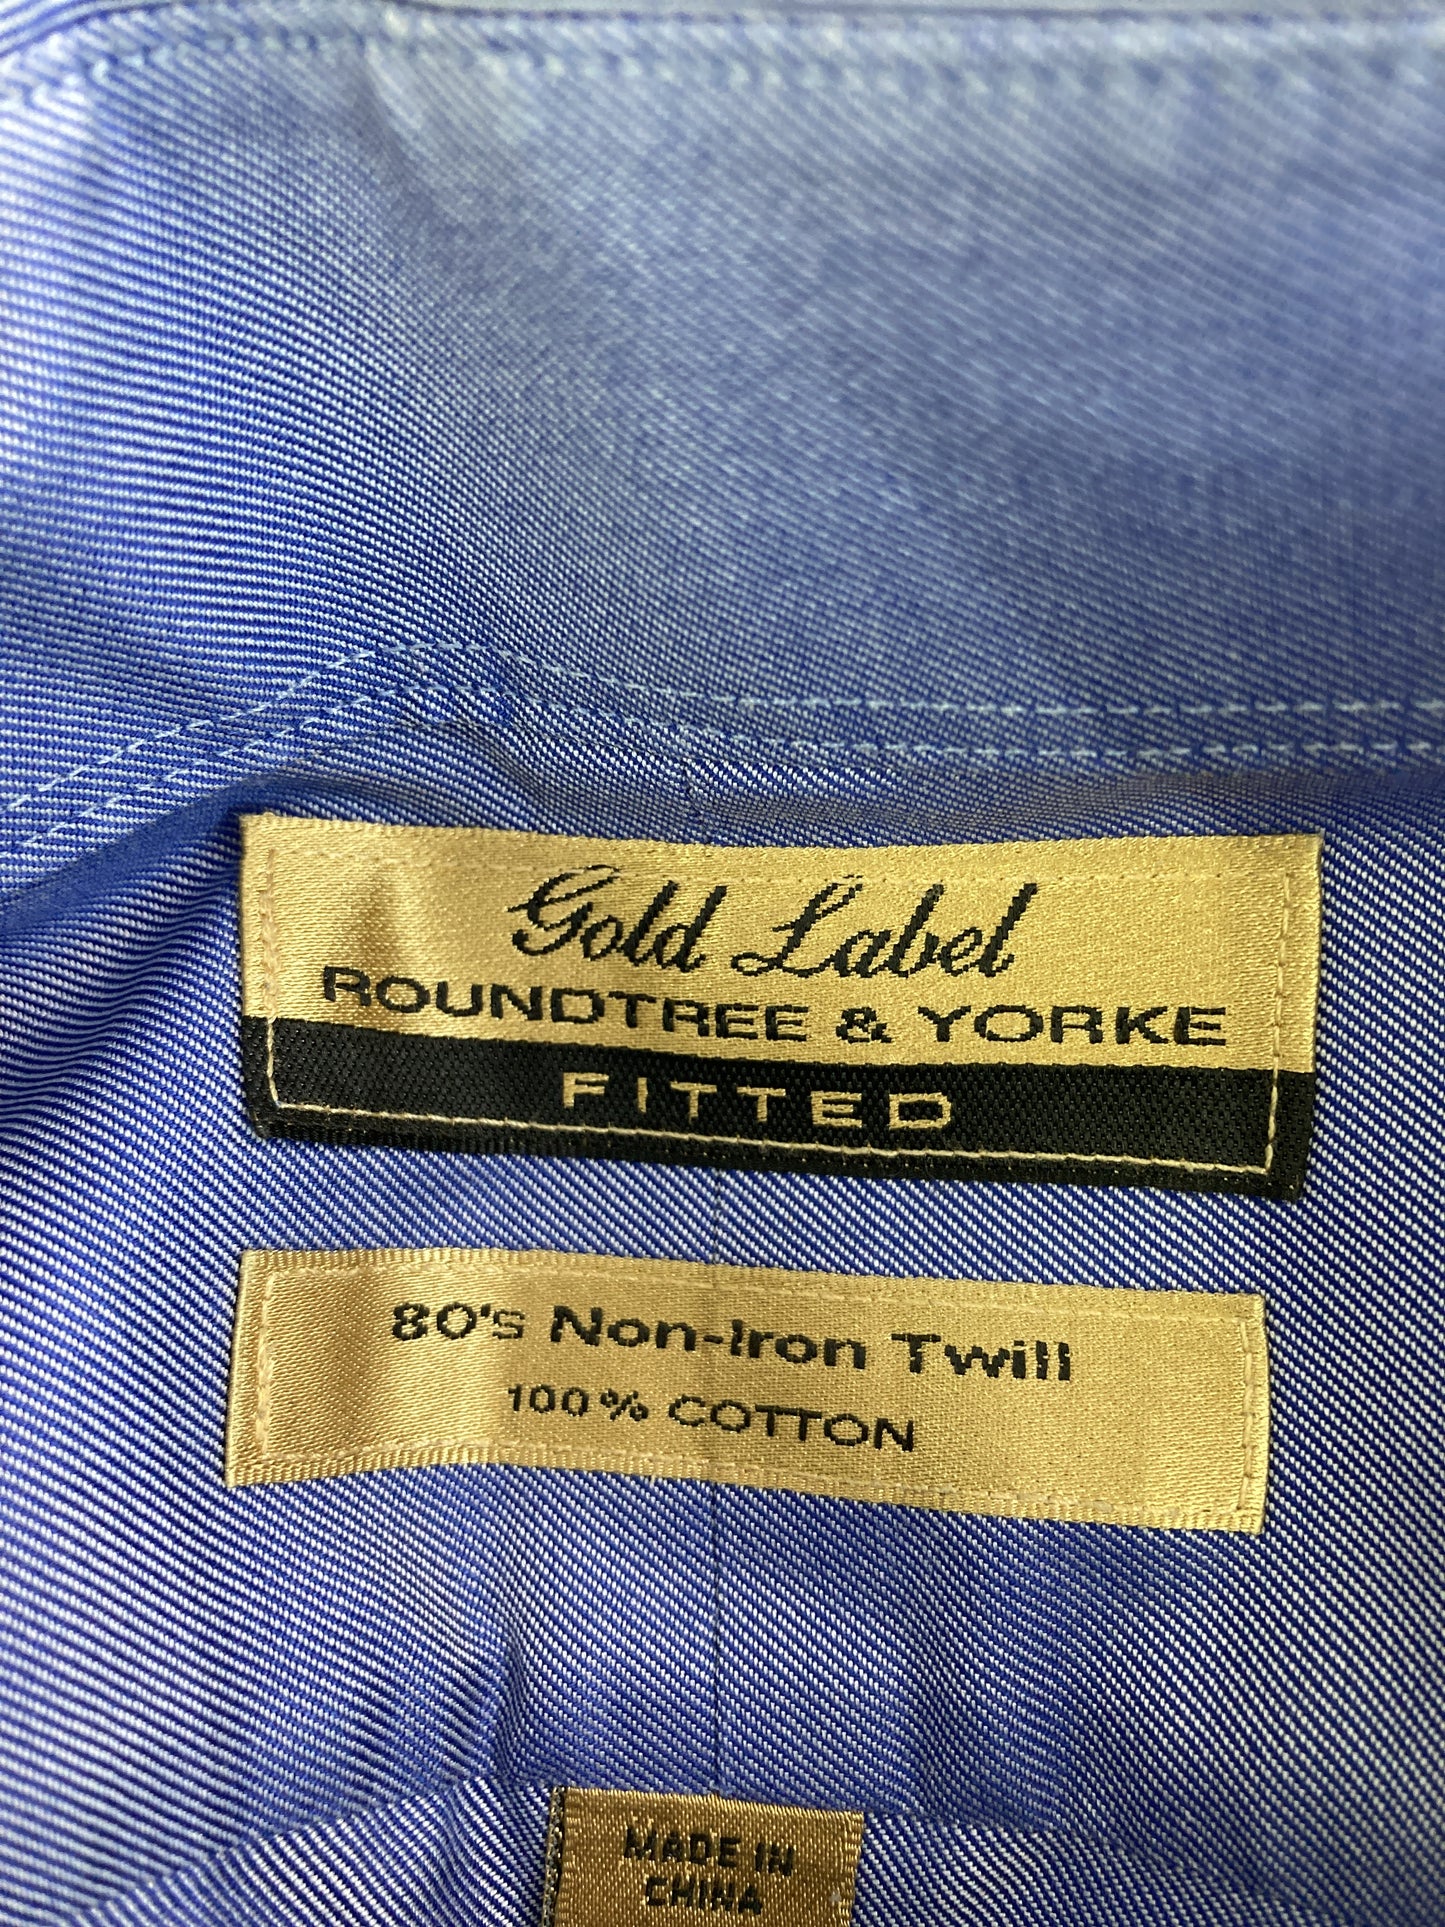 Gold Label
ROUNDTREE & YORKE
FITTED
80's Non-Iron Twill
100% COTTON
MADE IN
CHINA